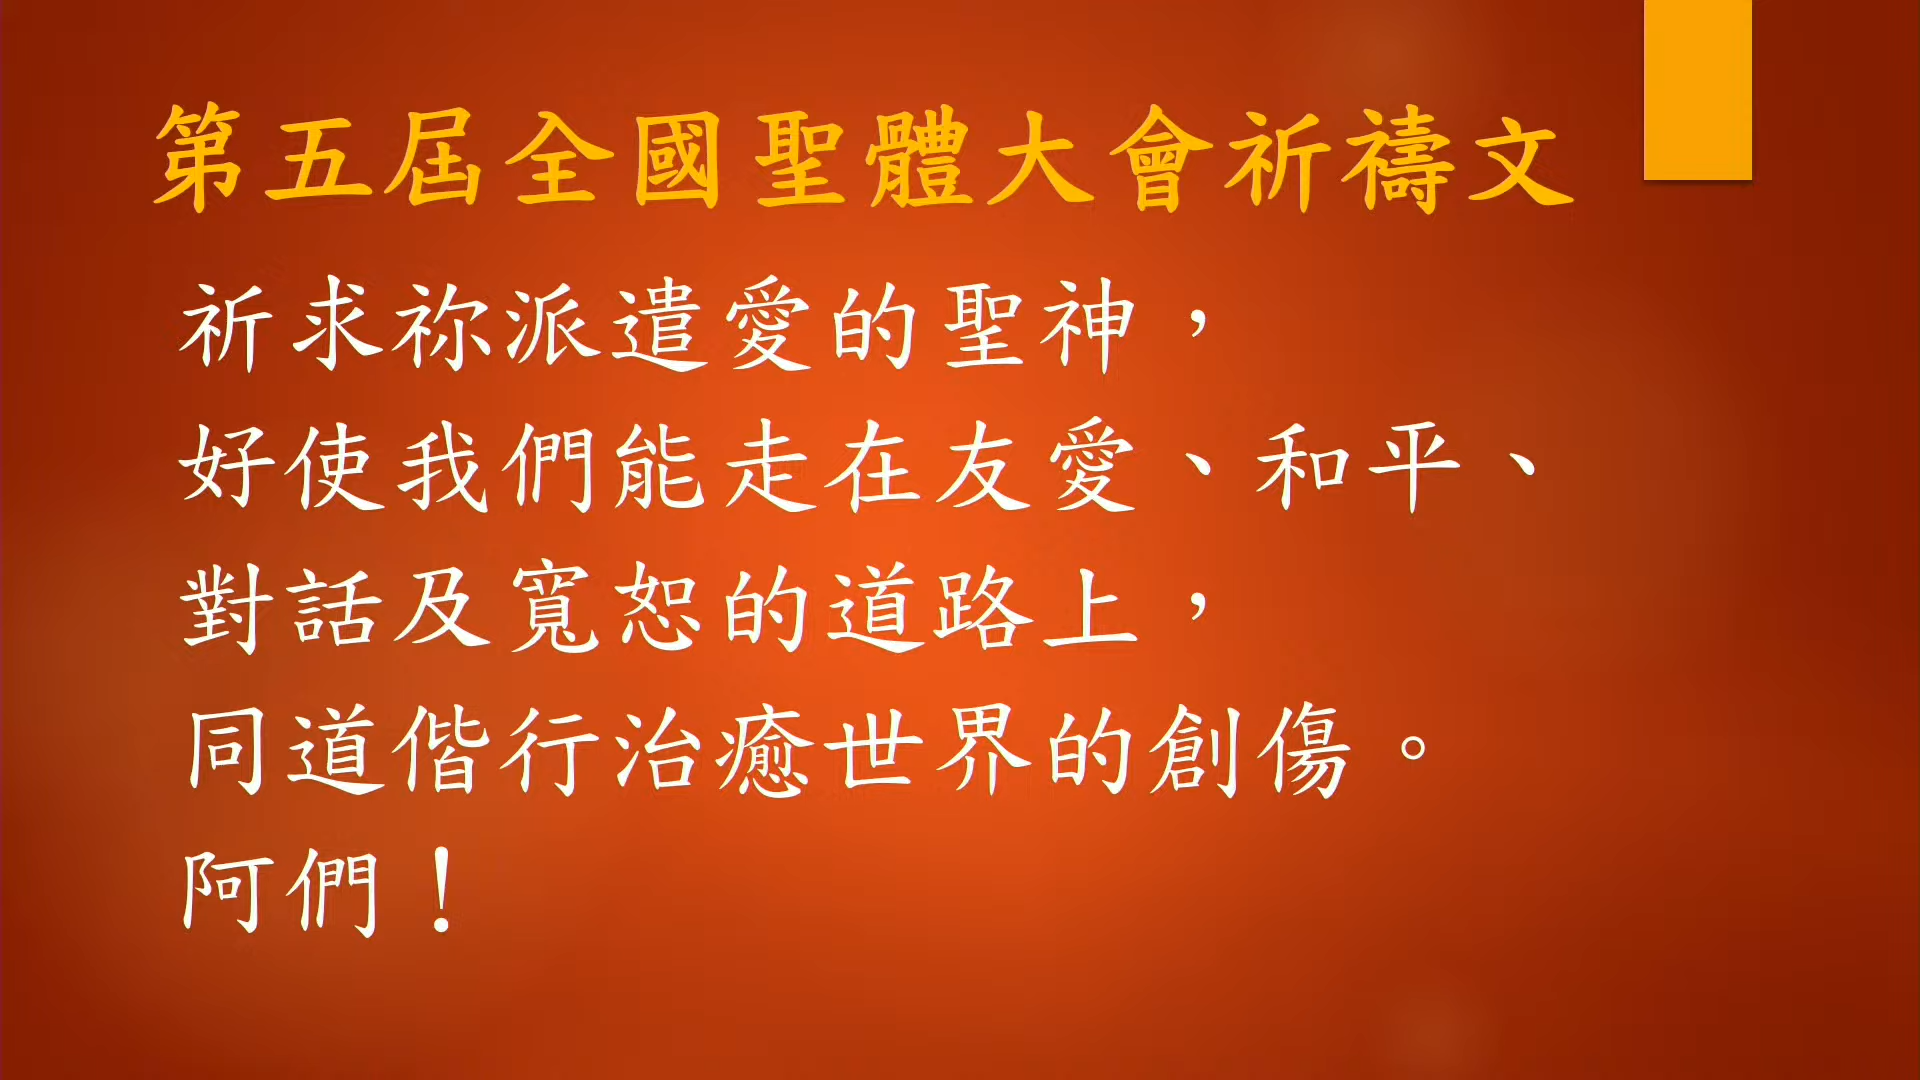 第五屆全國聖體大會祈禱文
祈求祢派遣愛的聖神，
好使我們能走在友愛、和平、
對話及寬恕的道路上，
同道偕行治癒世界的創傷。
阿們！